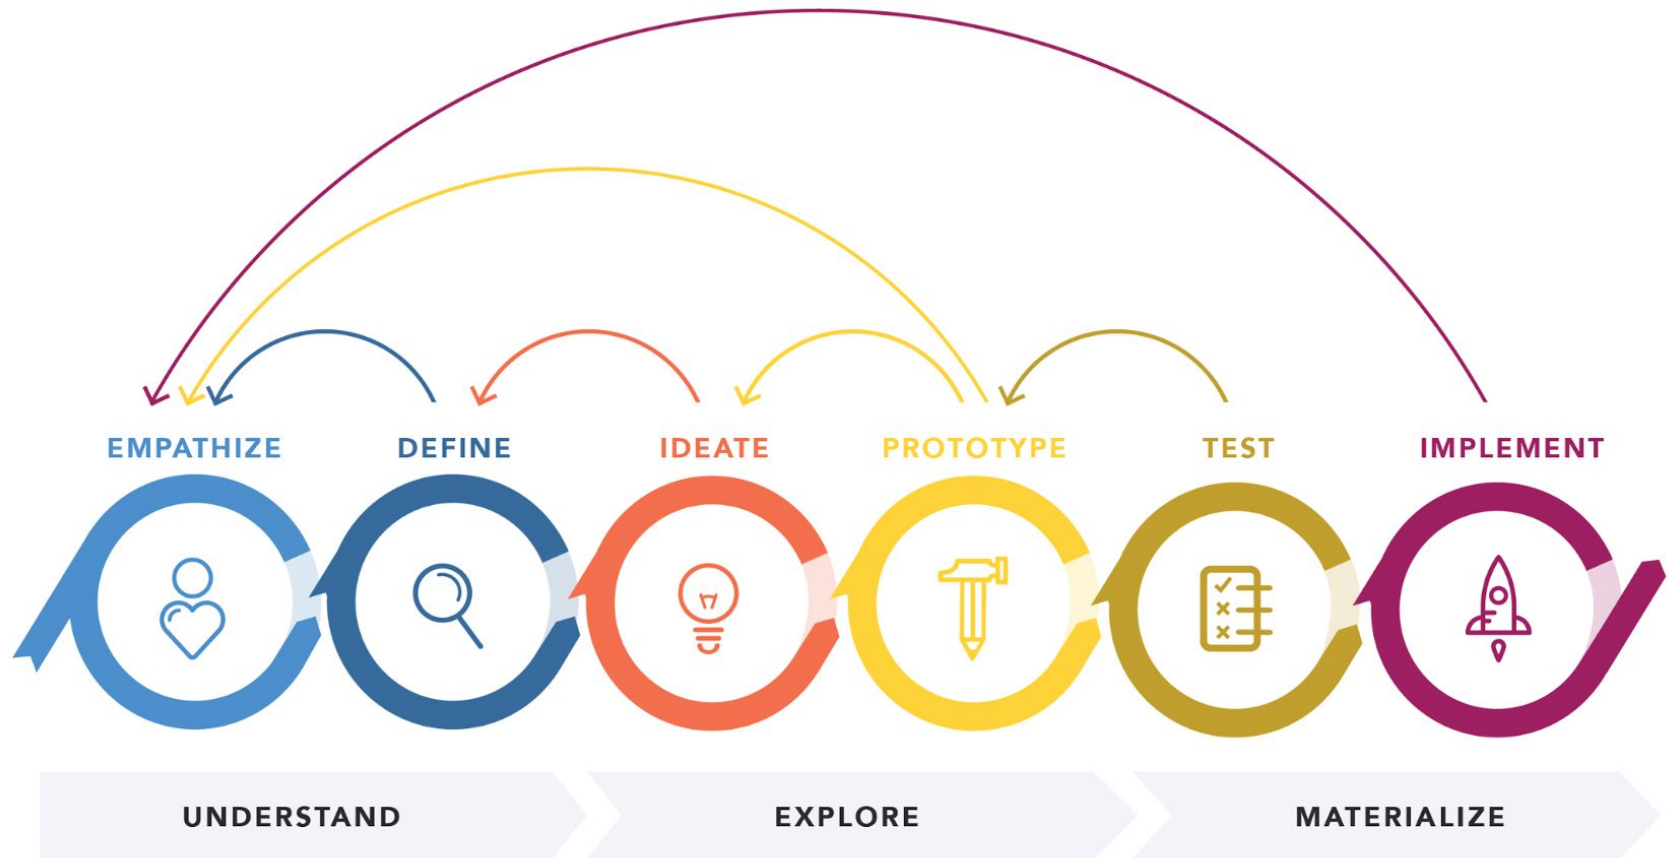 EMPATHIZE
DEFINE
IDEATE
PROTOTYPE
TEST
IMPLEMENT
UNDERSTAND
EXPLORE
MATERIALIZE